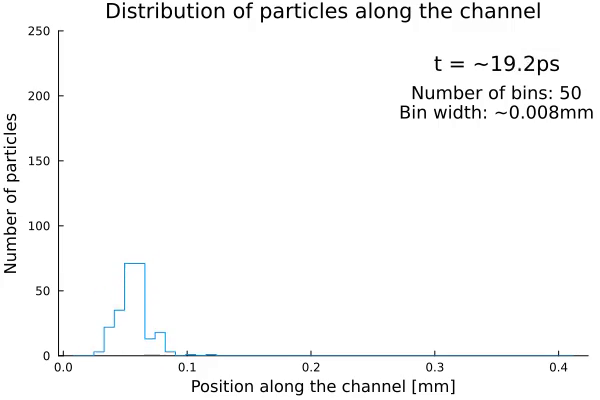 Distribution of particles along the channel
250
t = ~19.2ps
Number of bins: 50
Bin width: ~0.008mm
200
Number of particles
150
100
50
0
0.0 0.1 0.2 0.3 0.4
Position along the channel [mm]